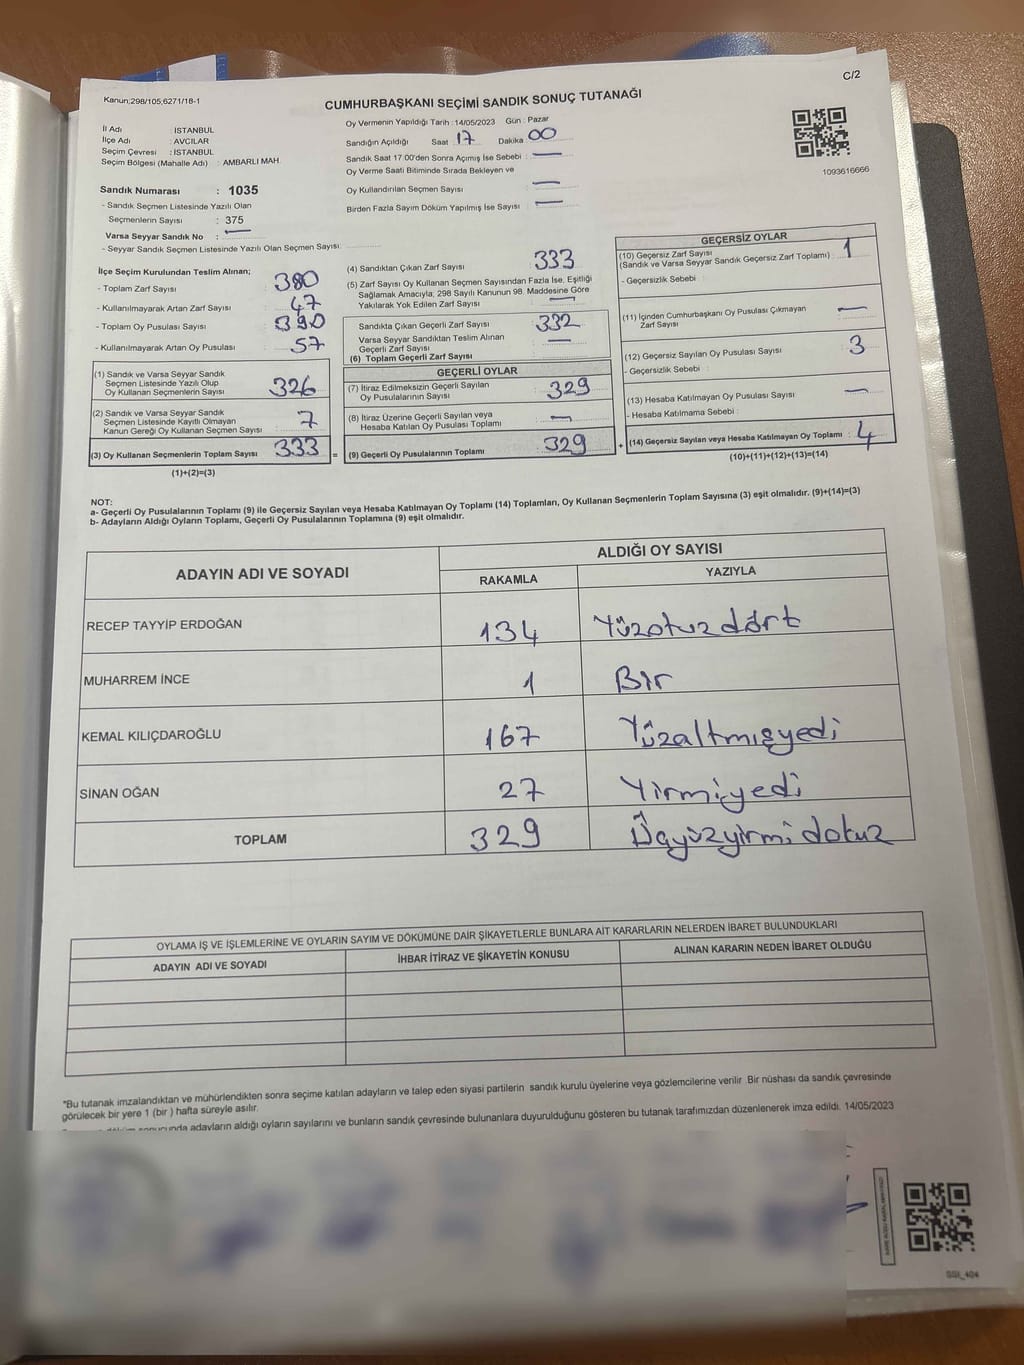 C/2
Kanun;298/105,6271/18-1
CUMHURBAŞKANI SEÇİMİ SANDIK SONUÇ TUTANAĞI
İl Adı : İSTANBUL
İlçe Adı : AVCILAR
Seçim Çevresi : İSTANBUL
Seçim Bölgesi (Mahalle Adı) : AMBARLI MAH.
Sandık Numarası : 1035
- Sandık Seçmen Listesinde Yazılı Olan
Seçmenlerin Sayısı : 375
Varsa Seyyar Sandık No : —
- Seyyar Sandık Seçmen Listesinde Yazılı Olan Seçmen Sayısı:
Oy Vermenin Yapıldığı Tarih : 14/05/2023 Gün : Pazar
Sandığın Açıldığı Saat : 17 Dakika : 00
Sandık Saat 17.00'den Sonra Açımış İse Sebebi : —
Oy Verme Saati Bitiminde Sırada Bekleyen ve
Oy Kullandırılan Seçmen Sayısı : —
Birden Fazla Sayım Döküm Yapılmış İse Sayısı : —
1093616666
İlçe Seçim Kurulundan Teslim Alınan;
- Toplam Zarf Sayısı : 380
- Kullanılmayarak Artan Zarf Sayısı : 47
- Toplam Oy Pusulası Sayısı : 390
- Kullanılmayarak Artan Oy Pusulası : 57
(1) Sandık ve Varsa Seyyar Sandık
Seçmen Listesinde Yazılı Olup
Oy Kullanan Seçmenlerin Sayısı : 326
(2) Sandık ve Varsa Seyyar Sandık
Seçmen Listesinde Kayıtlı Olmayan
Kanun Gereği Oy Kullanan Seçmen Sayısı : 7
(3) Oy Kullanan Seçmenlerin Toplam Sayısı : 333 =
(1)+(2)=(3)
(4) Sandıktan Çıkan Zarf Sayısı : 333
(5) Zarf Sayısı Oy Kullanan Seçmen Sayısından Fazla İse, Eşitliği
Sağlamak Amacıyla; 298 Sayılı Kanunun 98. Maddesine Göre
Yakılarak Yok Edilen Zarf Sayısı : —
Sandıkta Çıkan Geçerli Zarf Sayısı : 332
Varsa Seyyar Sandıktan Teslim Alınan
Geçerli Zarf Sayısı : —
(6) Toplam Geçerli Zarf Sayısı :
GEÇERLİ OYLAR
(7) İtiraz Edilmeksizin Geçerli Sayılan
Oy Pusulasının Sayısı : 329
(8) İtiraz Üzerine Geçerli Sayılan veya
Hesaba Katılan Oy Pusulası Toplamı : —
(9) Geçerli Oy Pusulalarının Toplamı : 329 +
GEÇERSİZ OYLAR
(10) Geçersiz Zarf Sayısı
(Sandık ve Varsa Seyyar Sandık Geçersiz Zarf Toplamı) : 1
- Geçersizlik Sebebi :
(11) İçinden Cumhurbaşkanı Oy Pusulası Çıkmayan
Zarf Sayısı : —
(12) Geçersiz Sayılan Oy Pusulası Sayısı : 3
- Geçersizlik Sebebi :
(13) Hesaba Katılmayan Oy Pusulası Sayısı : —
- Hesaba Katılmama Sebebi :
(14) Geçersiz Sayılan veya Hesaba Katılmayan Oy Toplamı : 4
(10)+(11)+(12)+(13)=(14)
NOT:
a- Geçerli Oy Pusulalarının Toplamı (9) ile Geçersiz Sayılan veya Hesaba Katılmayan Oy Toplamı (14) Toplamları, Oy Kullanan Seçmenlerin Toplam Sayısına (3) eşit olmalıdır. (9)+(14)=(3)
b- Adayların Aldığı Oyların Toplamı, Geçerli Oy Pusulalarının Toplamına (9) eşit olmalıdır.
ADAYIN ADI VE SOYADI
ALDIĞI OY SAYISI
RAKAMLA YAZIYLA
RECEP TAYYİP ERDOĞAN 134 Yüzotuzdört
MUHARREM İNCE 1 Bir
KEMAL KILIÇDAROĞLU 167 Yüzaltmışyedi
SİNAN OĞAN 27 Yirmiyedi
TOPLAM 329 Üçyüzyirmidokuz
OYLAMA İŞ VE İŞLEMLERİNE VE OYLARIN SAYIM VE DÖKÜMÜNE DAİR ŞİKAYETLERLE BUNLARA AİT KARARLARIN NELERDEN İBARET BULUNDUKLARI
ADAYIN ADI VE SOYADI İHBAR İTİRAZ VE ŞİKAYETİN KONUSU ALINAN KARARIN NEDEN İBARET OLDUĞU
*Bu tutanak imzalandıktan ve mühürlendikten sonra seçime katılan adayların ve talep eden siyasi partilerin sandık kurulu üyelerine veya gözlemcilerine verilir .Bir nüshası da sandık çevresinde
görülecek bir yere 1 (bir ) hafta süreyle asılır.
sonucunda adayların aldığı oyların sayılarını ve bunların sandık çevresinde bulunanlara duyurulduğunu gösteren bu tutanak tarafımızdan düzenlenerek imza edildi. 14/05/2023
SSI_404